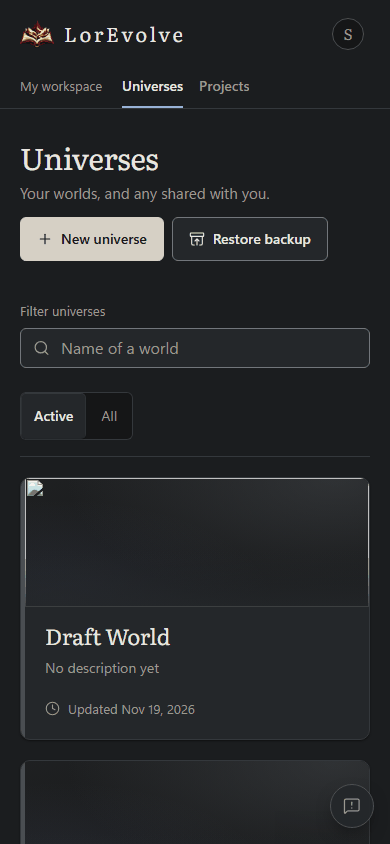 LorEvolve
S
My workspace
Universes
Projects
Universes
Your worlds, and any shared with you.
New universe
Restore backup
Filter universes
Name of a world
Active
All
Draft World
No description yet
Updated Nov 19, 2026